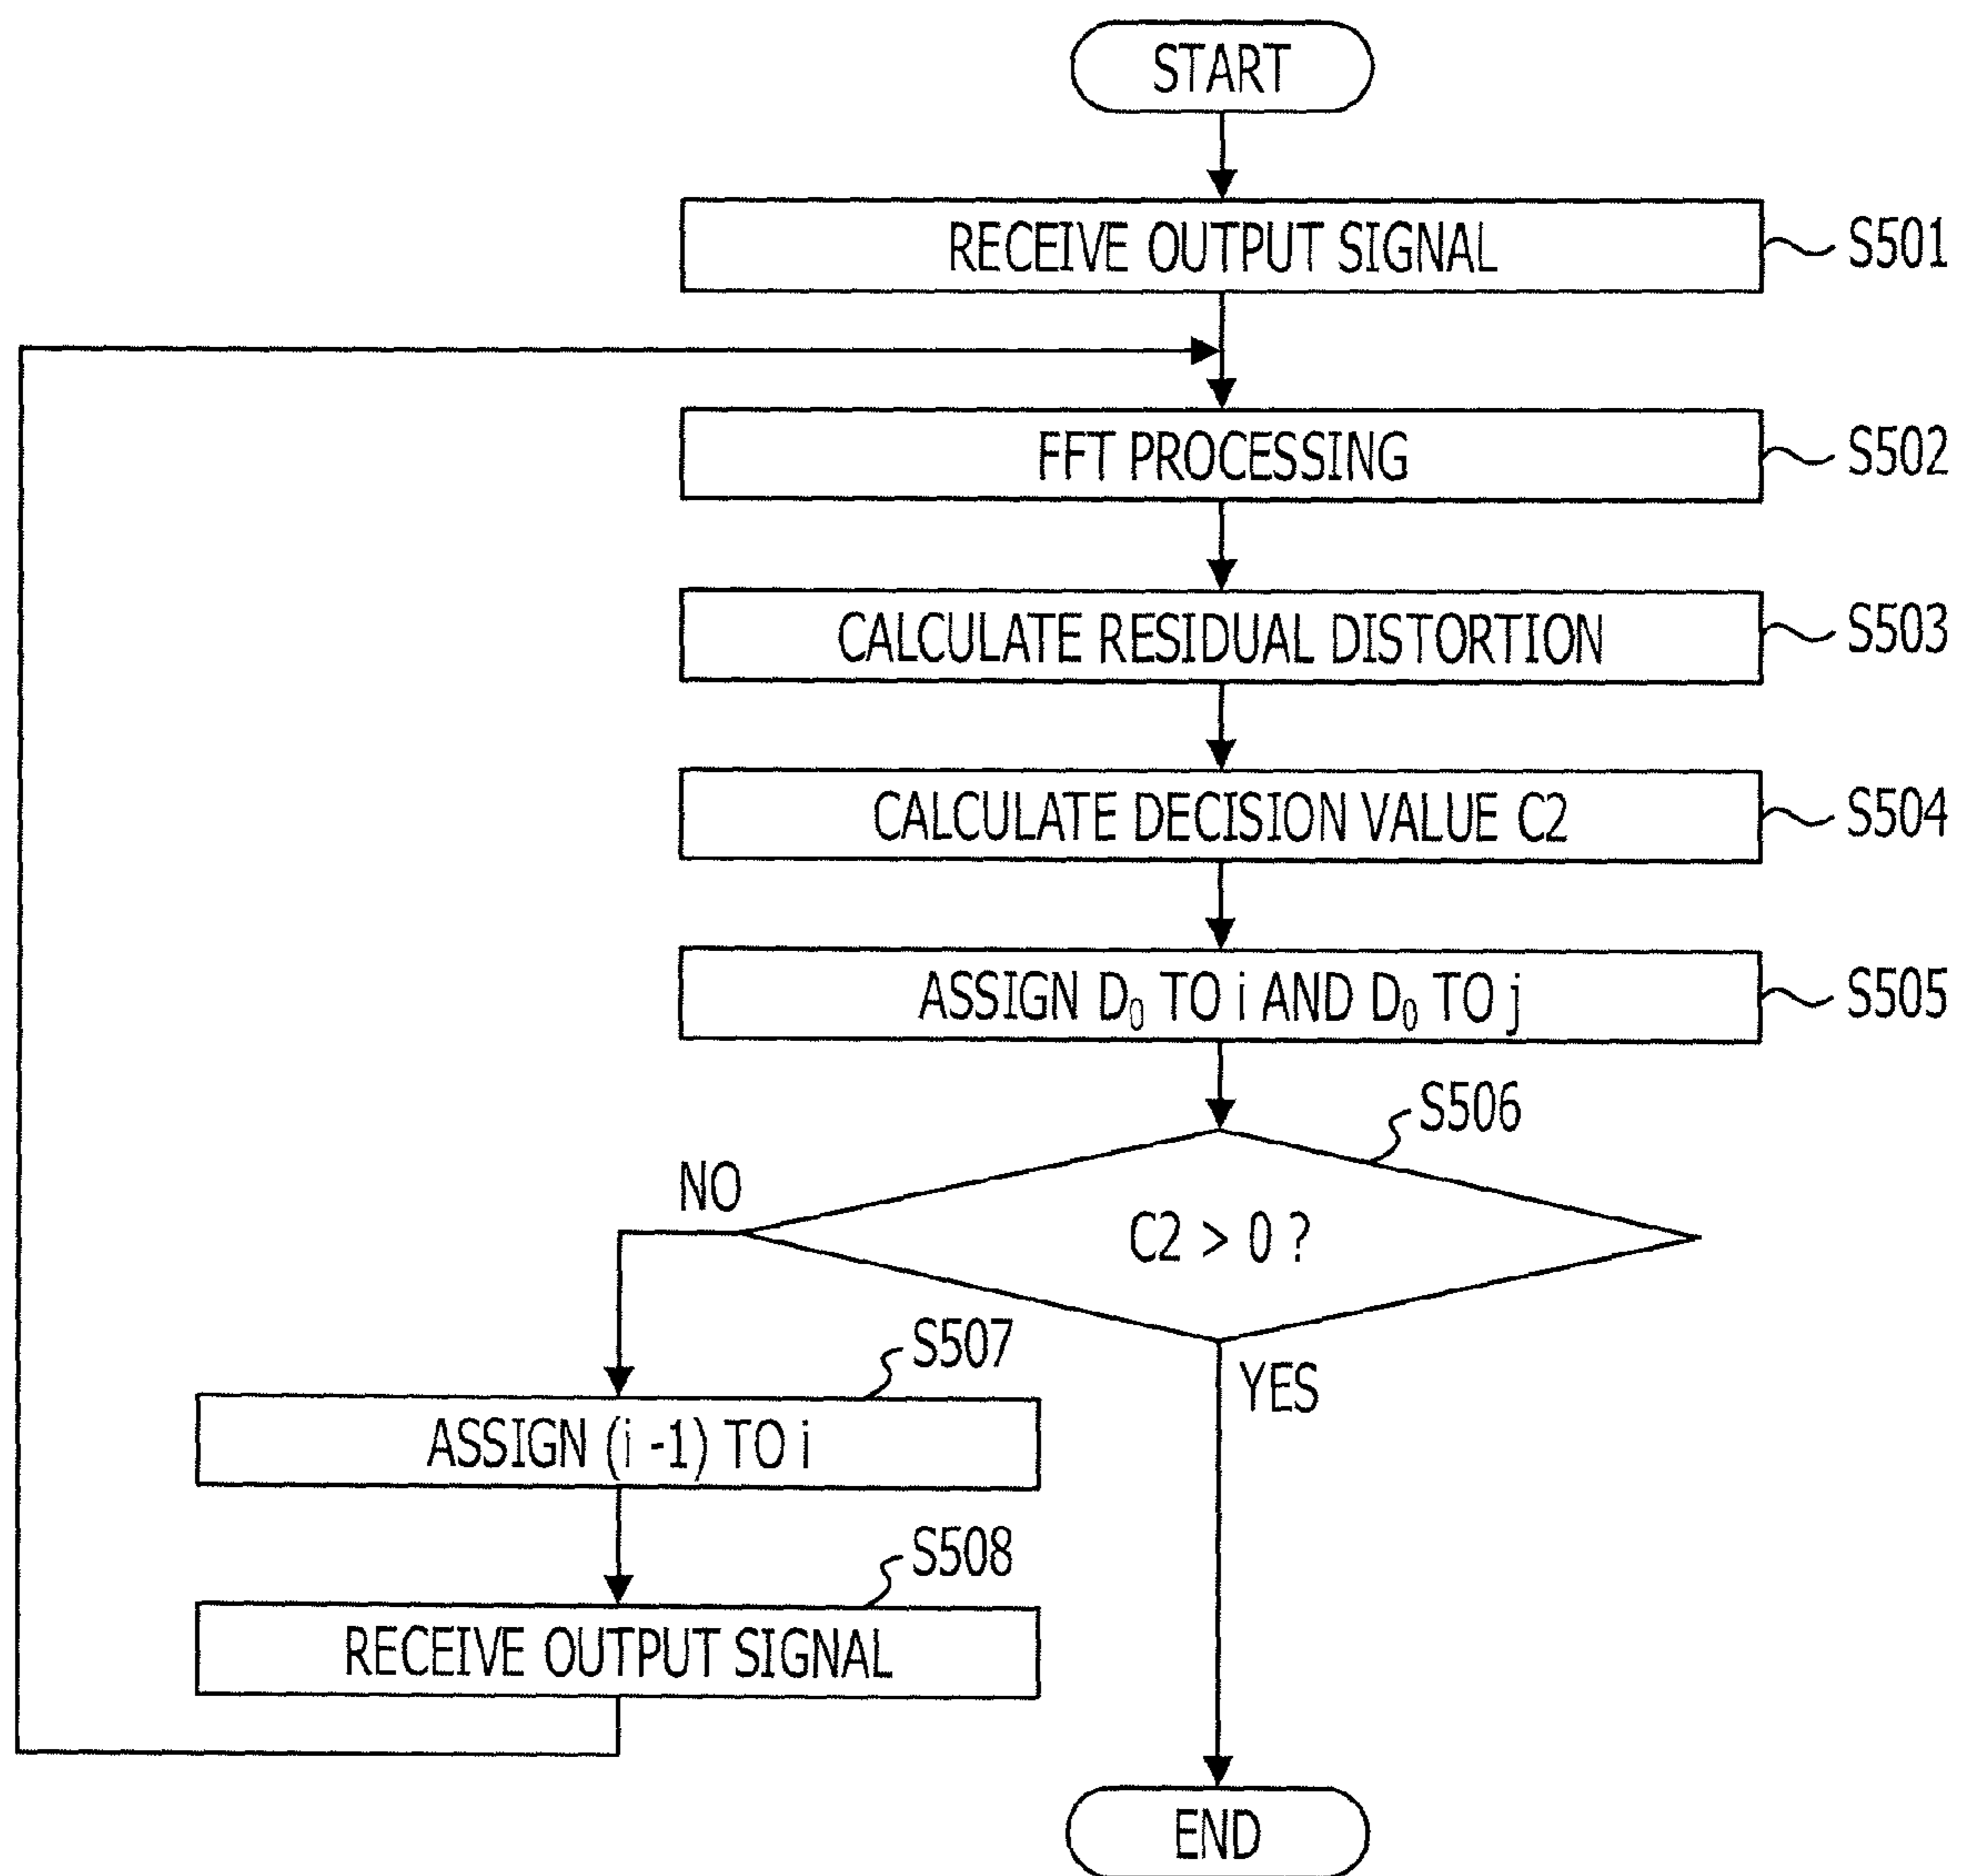 START
RECEIVE OUTPUT SIGNAL
S501
FFT PROCESSING
S502
CALCULATE RESIDUAL DISTORTION
S503
CALCULATE DECISION VALUE C2
S504
ASSIGN D₀ TO i AND D₀ TO j
S505
S506
NO
C2 > 0 ?
S507
YES
ASSIGN (i -1) TO i
S508
RECEIVE OUTPUT SIGNAL
END